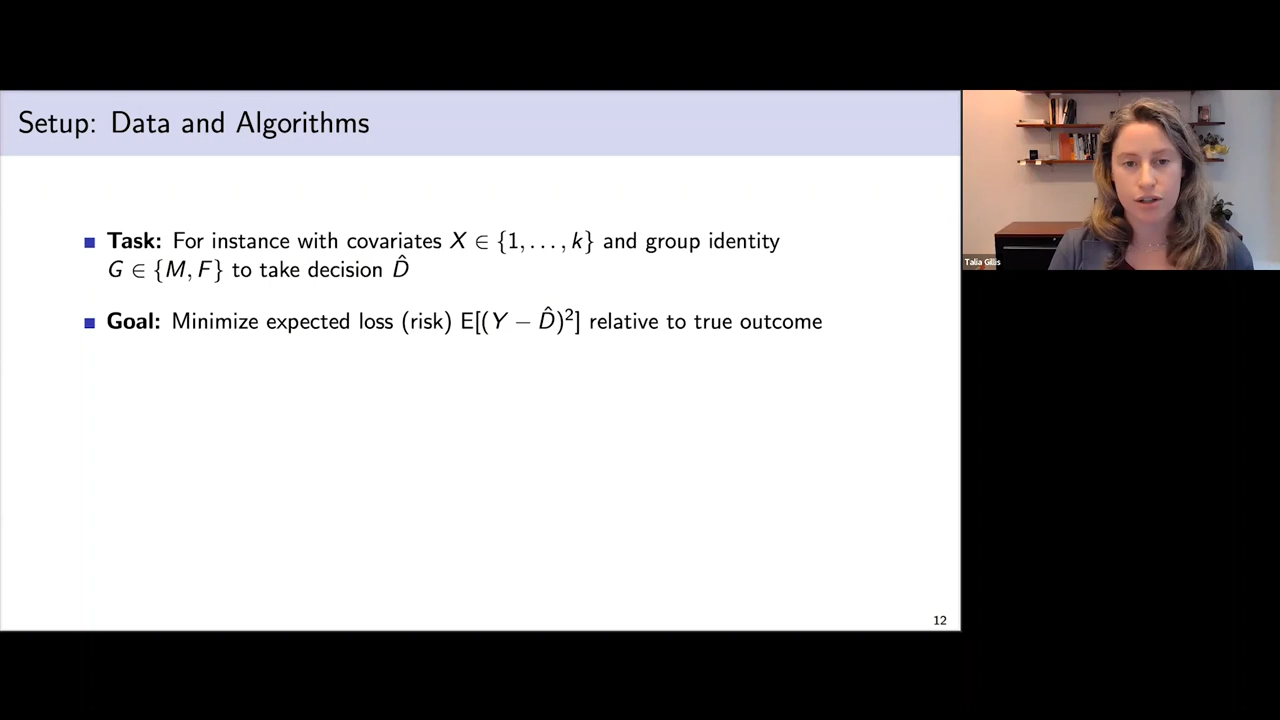 Setup: Data and Algorithms
Task: For instance with covariates X ∈ {1, . . . , k} and group identity
G ∈ {M, F} to take decision D̂
Goal: Minimize expected loss (risk) E[(Y − D̂)²] relative to true outcome
12
Talia Gillis